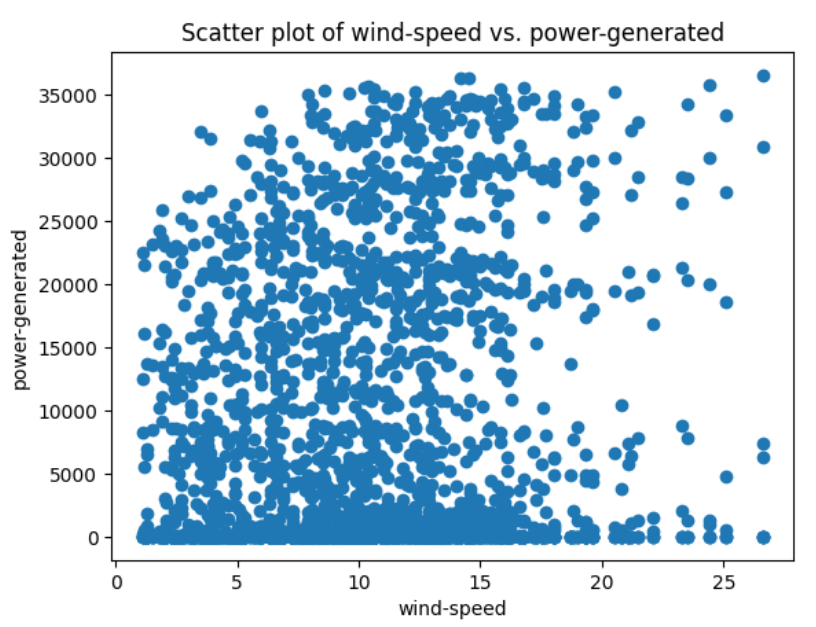 Scatter plot of wind-speed vs. power-generated
35000
30000
25000
20000
15000
10000
5000
0
power-generated
0 5 10 15 20 25
wind-speed